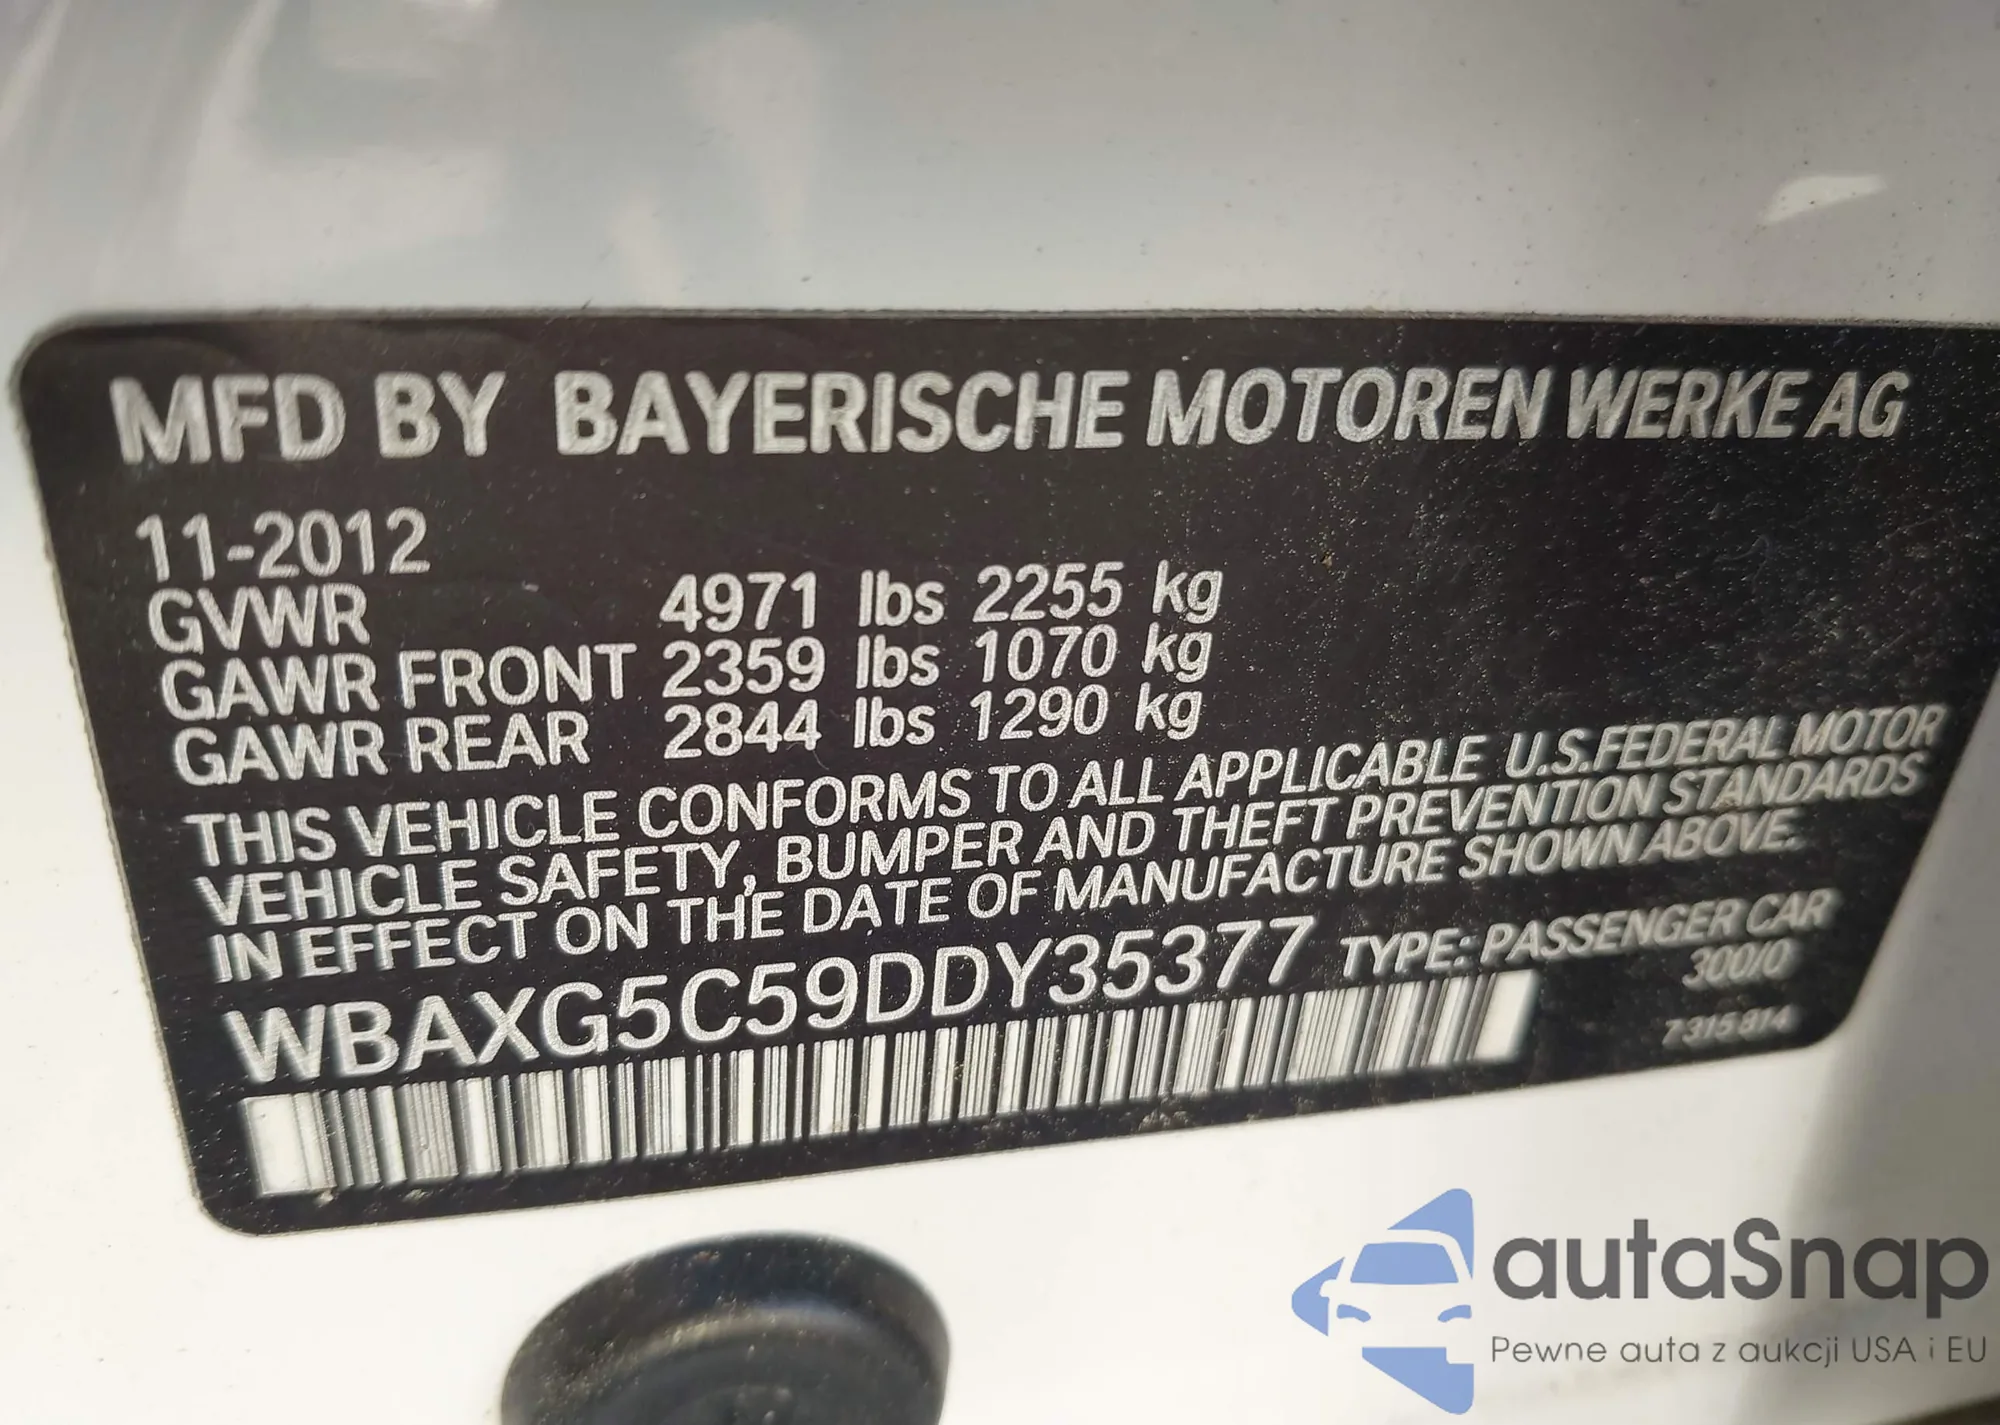 MFD BY BAYERISCHE MOTOREN WERKE AG
11-2012
GVWR 4971 lbs 2255 kg
GAWR FRONT 2359 lbs 1070 kg
GAWR REAR 2844 lbs 1290 kg
THIS VEHICLE CONFORMS TO ALL APPLICABLE U.S.FEDERAL MOTOR
VEHICLE SAFETY, BUMPER AND THEFT PREVENTION STANDARDS
IN EFFECT ON THE DATE OF MANUFACTURE SHOWN ABOVE.
WBAXG5C59DDY35377 TYPE: PASSENGER CAR
300/0
7315814
autaSnap
Pewne auta z aukcji USA i EU